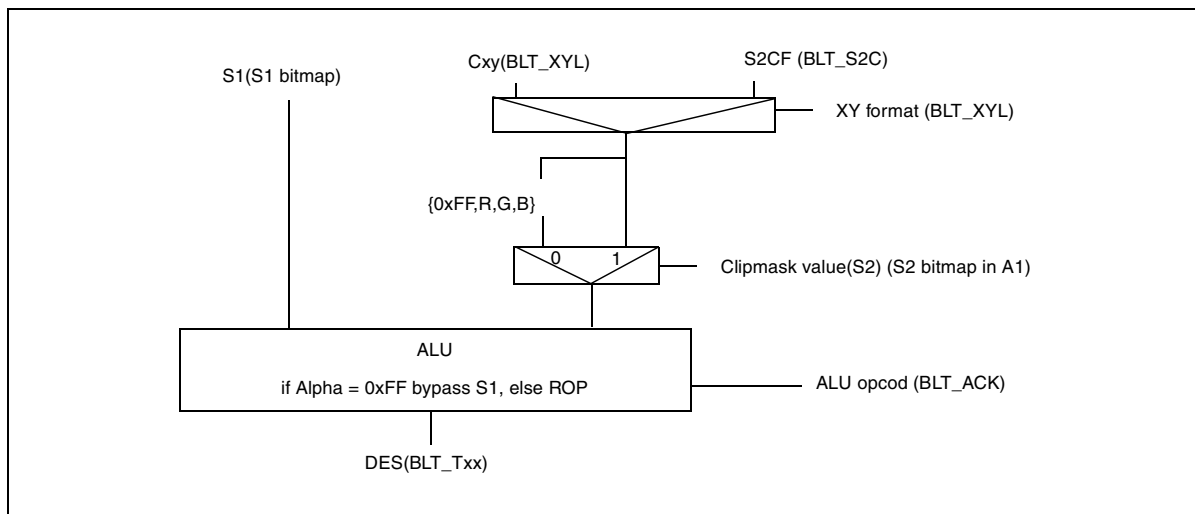 S1(S1 bitmap)
Cxy(BLT_XYL)
S2CF (BLT_S2C)
XY format (BLT_XYL)
{0xFF,R,G,B}
0
1
Clipmask value(S2) (S2 bitmap in A1)
ALU
if Alpha = 0xFF bypass S1, else ROP
ALU opcod (BLT_ACK)
DES(BLT_Txx)